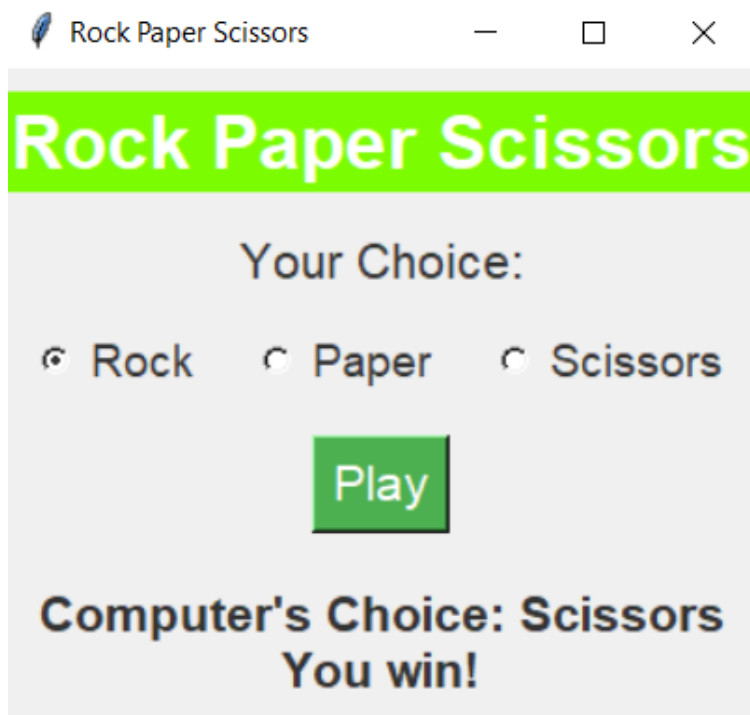 Rock Paper Scissors
Rock Paper Scissors
Your Choice:
Rock Paper Scissors
Play
Computer's Choice: Scissors
You win!